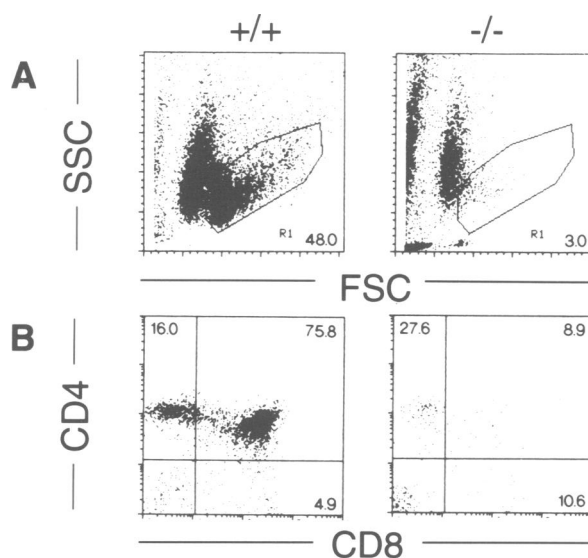 +/+ -/-
A
SSC
R1 48.0
R1 3.0
FSC
B
CD4
16.0 75.8
4.9
27.6 8.9
10.6
CD8